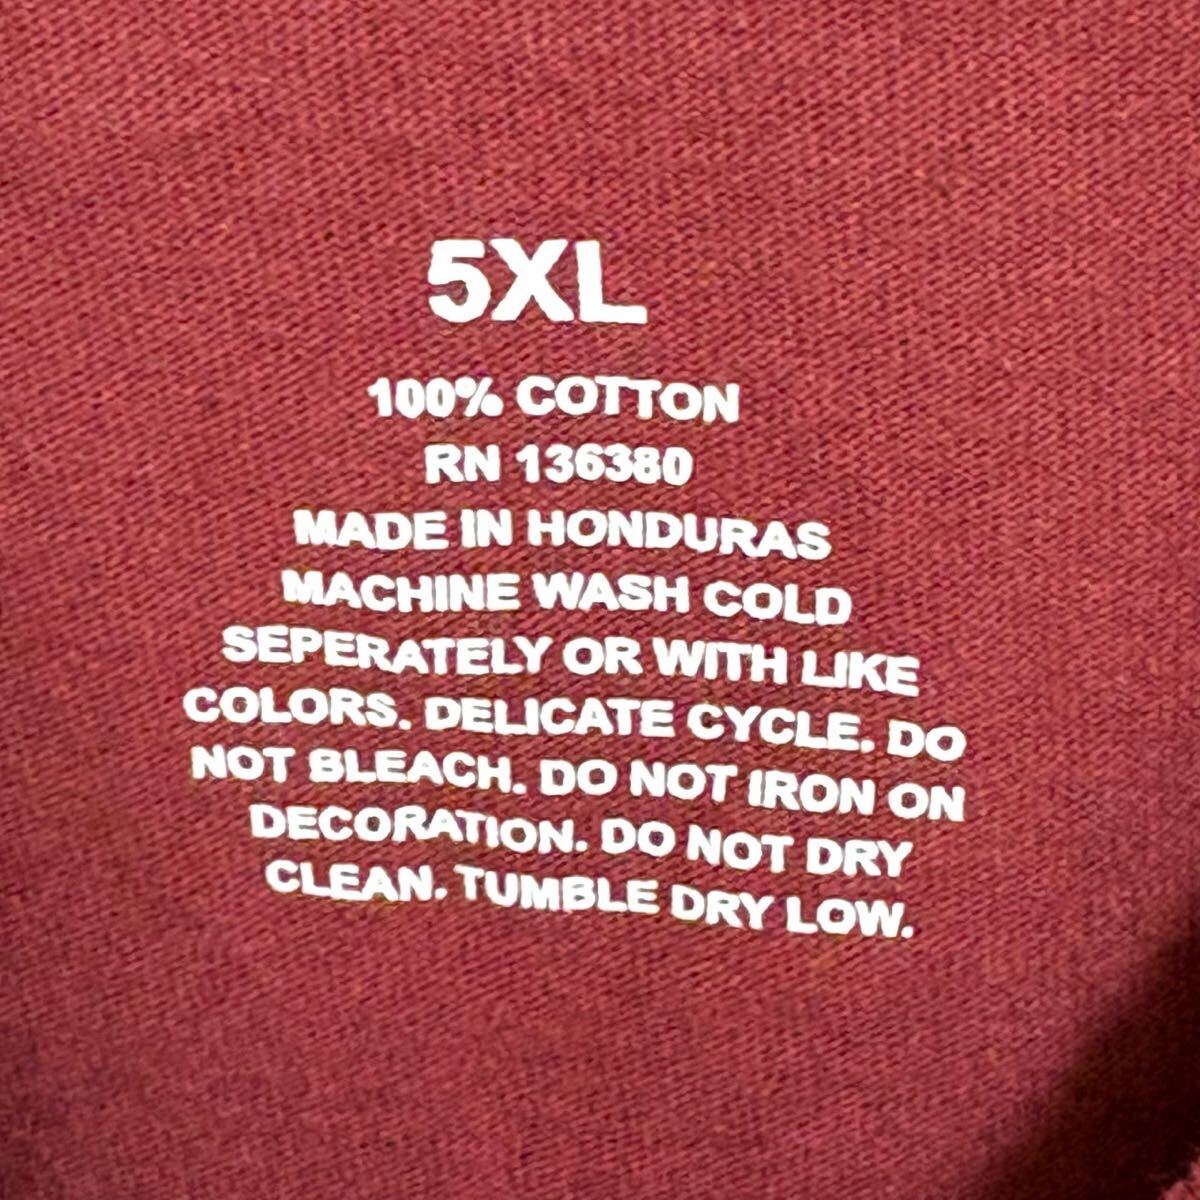 5XL
100% COTTON
RN 136380
MADE IN HONDURAS
MACHINE WASH COLD
SEPERATELY OR WITH LIKE
COLORS. DELICATE CYCLE. DO
NOT BLEACH. DO NOT IRON ON
DECORATION. DO NOT DRY
CLEAN. TUMBLE DRY LOW.